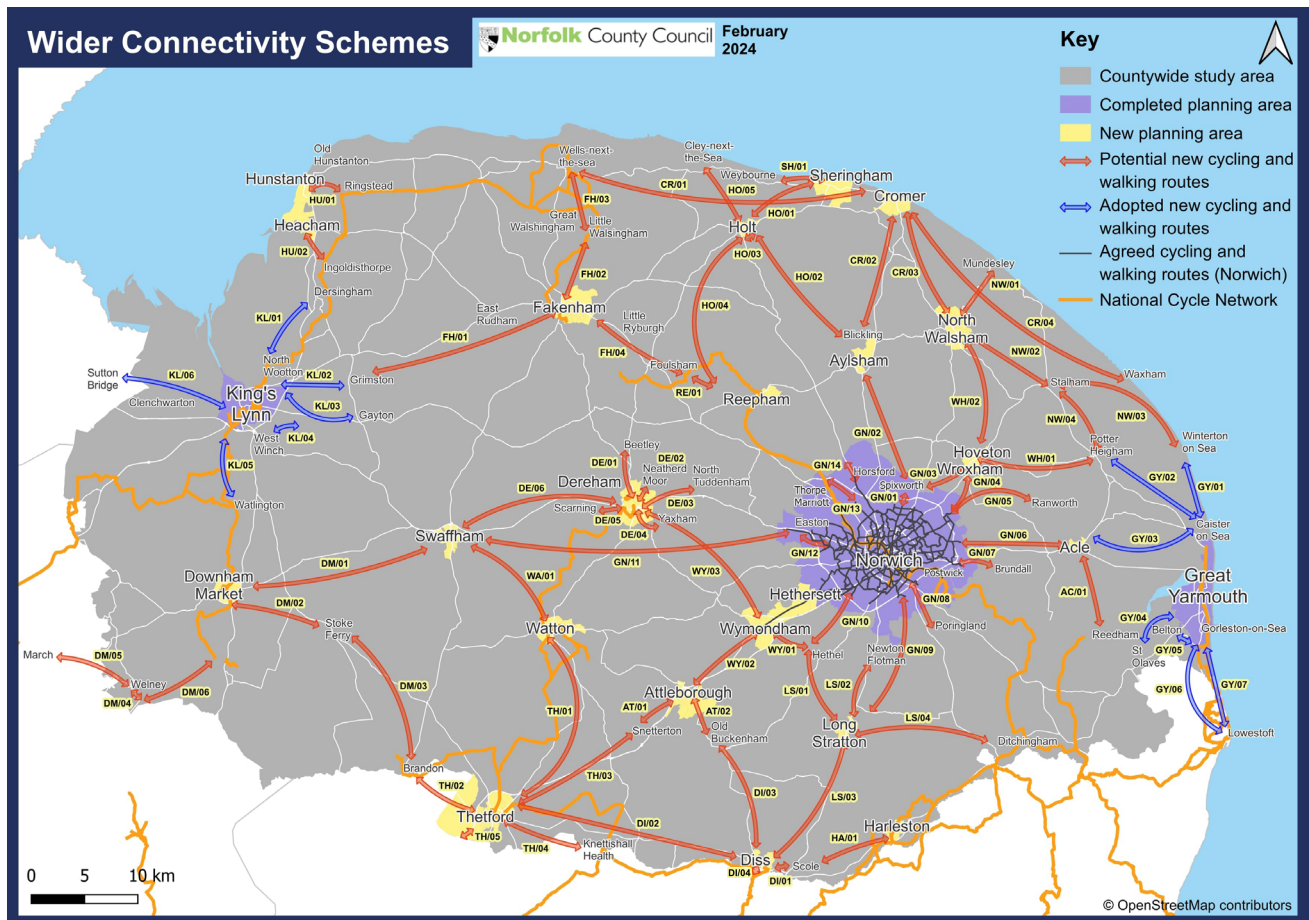 Wider Connectivity Schemes
Norfolk County Council
February
2024
Key
Countywide study area
Completed planning area
New planning area
Potential new cycling and
walking routes
Adopted new cycling and
walking routes
Agreed cycling and
walking routes (Norwich)
National Cycle Network
Old
Hunstanton
Hunstanton
Ringstead
HU/01
Heacham
HU/02
Ingoldisthorpe
Dersingham
KL/01
North
Wootton
KL/02
Grimston
KL/06
Sutton
Bridge
Clenchwarton
King's
Lynn
KL/03
Gayton
West
Winch
KL/04
KL/05
Watlington
Wells-next-
the-sea
FH/03
Great
Walshingham
Little
Walsingham
FH/02
East
Rudham
Fakenham
FH/01
Little
Ryburgh
FH/04
Foulsham
RE/01
Reepham
Cley-next-
the-Sea
Weybourne
SH/01
Sheringham
CR/01
HO/05
HO/01
Cromer
Holt
HO/03
HO/02
CR/02
CR/03
HO/04
Mundesley
NW/01
CR/04
North
Walsham
Blickling
Aylsham
NW/02
Stalham
Waxham
WH/02
NW/04
NW/03
GN/02
Hoveton
Wroxham
WH/01
Potter
Heigham
Winterton
on Sea
GY/02
GY/01
GN/14
Horsford
GN/03
Spixworth
GN/04
GN/01
GN/05
Ranworth
Thorpe
Marriott
GN/13
Easton
GN/12
Norwich
GN/06
Acle
GY/03
Caister
on Sea
GN/07
Brundall
Postwick
GN/08
Poringland
AC/01
Reedham
Great
Yarmouth
GY/04
Belton
Gorleston-on-Sea
St
Olaves
GY/05
GY/06
GY/07
Lowestoft
Beetley
DE/01
DE/02
Neatherd
Moor
North
Tuddenham
Dereham
DE/06
Scarning
DE/03
DE/05
Yaxham
DE/04
Swaffham
GN/11
WY/03
DM/01
Downham
Market
DM/02
Stoke
Ferry
WA/01
Watton
March
DM/05
Welney
DM/04
DM/06
DM/03
Hethersett
Wymondham
WY/01
Hethel
GN/10
WY/02
Newton
Flotman
GN/09
Attleborough
AT/01
AT/02
Snetterton
Old
Buckenham
LS/01
LS/02
Long
Stratton
LS/04
Ditchingham
TH/01
Brandon
TH/02
Thetford
TH/03
TH/05
TH/04
Knettishall
Health
DI/02
DI/03
LS/03
HA/01
Harleston
Diss
Scole
DI/04
DI/01
0 5 10 km
© OpenStreetMap contributors